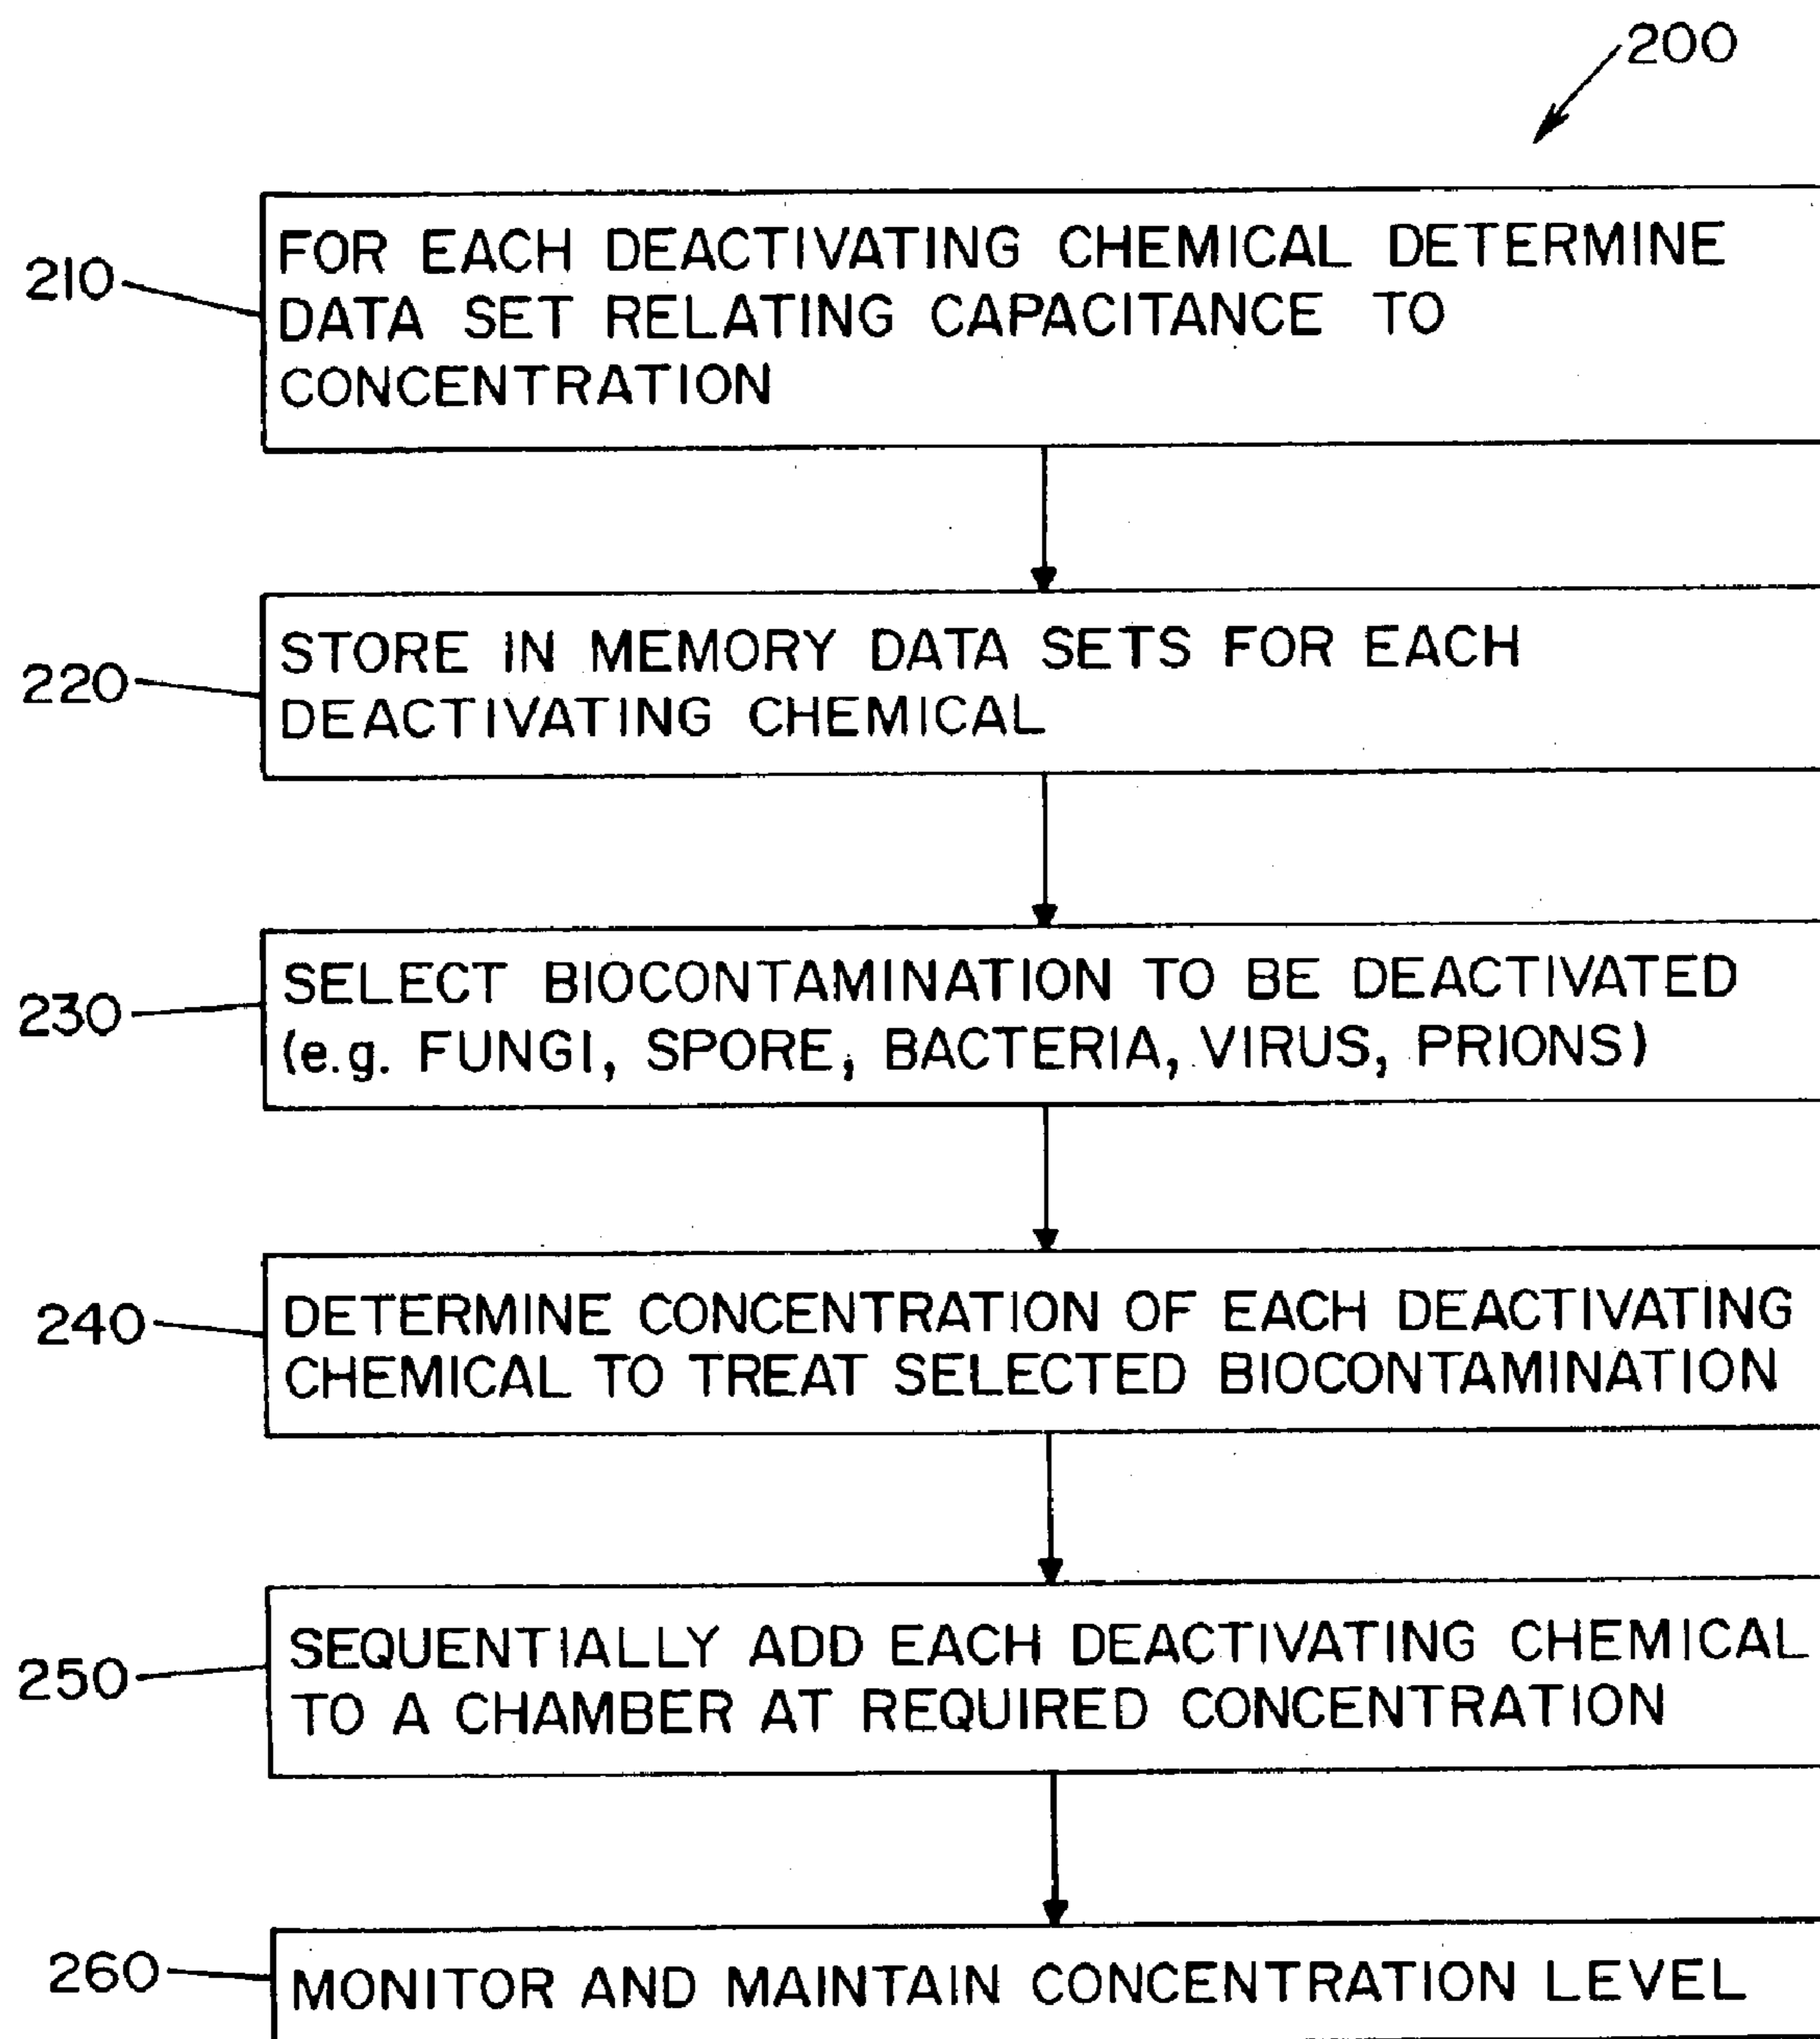 200
210
FOR EACH DEACTIVATING CHEMICAL DETERMINE
DATA SET RELATING CAPACITANCE TO
CONCENTRATION
220
STORE IN MEMORY DATA SETS FOR EACH
DEACTIVATING CHEMICAL
230
SELECT BIOCONTAMINATION TO BE DEACTIVATED
(e.g. FUNGI, SPORE, BACTERIA, VIRUS, PRIONS)
240
DETERMINE CONCENTRATION OF EACH DEACTIVATING
CHEMICAL TO TREAT SELECTED BIOCONTAMINATION
250
SEQUENTIALLY ADD EACH DEACTIVATING CHEMICAL
TO A CHAMBER AT REQUIRED CONCENTRATION
260
MONITOR AND MAINTAIN CONCENTRATION LEVEL